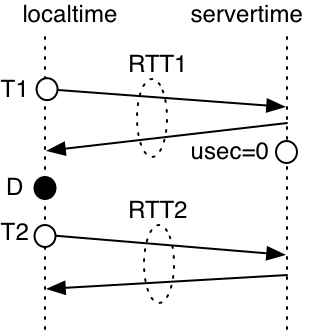 localtime servertime
RTT1
T1
usec=0
D
RTT2
T2